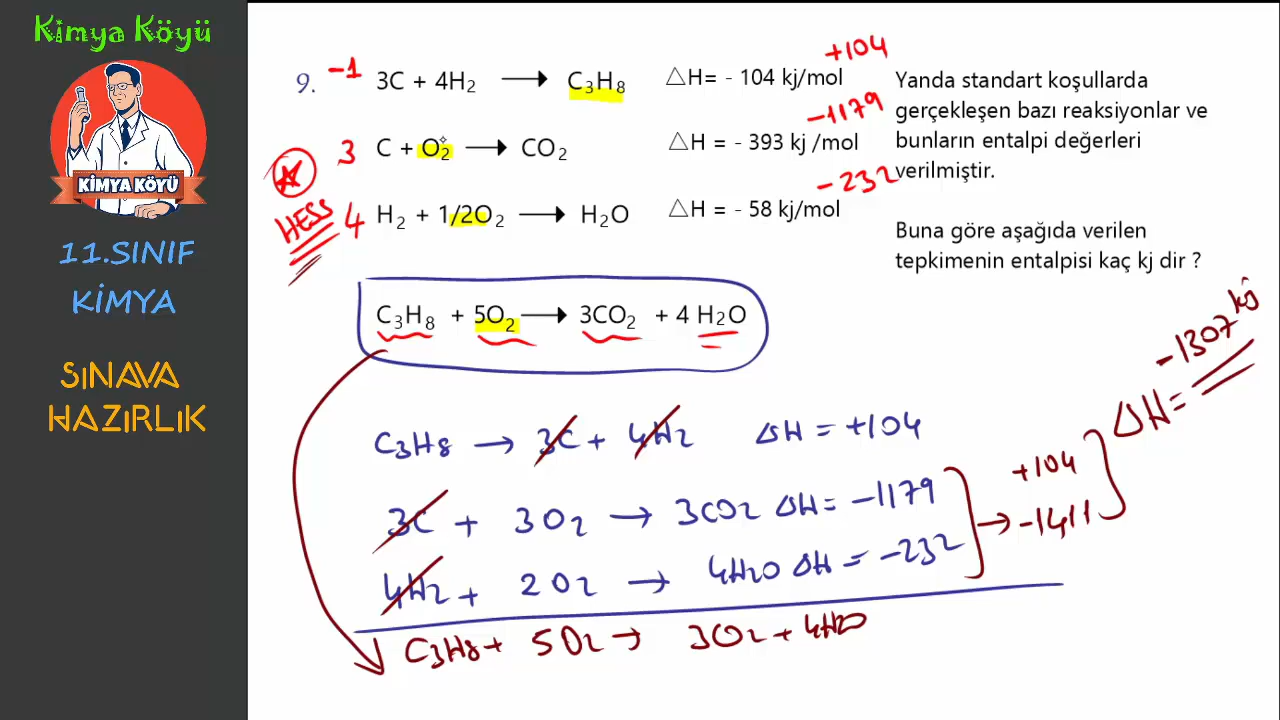 Kimya Köyü
KİMYA KÖYÜ
11.SINIF
KİMYA
SINAVA
HAZIRLIK
9. -1 3C + 4H₂ ⟶ C₃H₈ △H= - 104 kj/mol +104
3 C + O₂ ⟶ CO₂ △H = - 393 kj /mol -1179
HESS
4 H₂ + 1/2O₂ ⟶ H₂O △H = - 58 kj/mol -232
Yanda standart koşullarda
gerçekleşen bazı reaksiyonlar ve
bunların entalpi değerleri
verilmiştir.
Buna göre aşağıda verilen
tepkimenin entalpisi kaç kj dir ?
C₃H₈ + 5O₂ ⟶ 3CO₂ + 4 H₂O
C₃H₈ → 3C + 4H₂ ΔH = +104
3C + 3O₂ → 3CO₂ ΔH = -1179
4H₂ + 2O₂ → 4H₂O ΔH = -232
→ +104
-1411
ΔH = -1307 kj
C₃H₈ + 5O₂ → 3O₂ + 4H₂O